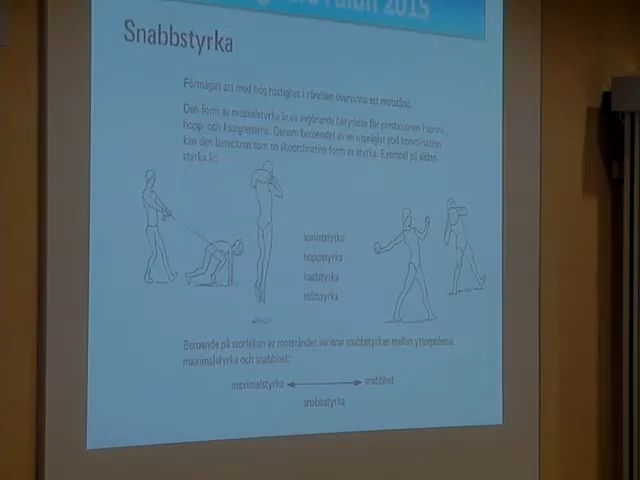 2015
Snabbstyrka
Förmågan att med hög hastighet i rörelsen övervinna ett motstånd.
Den form av muskelstyrka är av avgörande betydelse för prestationen i sprint-,
hopp- och kastgrenarna. Genom beroendet av en utpräglat god koordination
kan den betecknas som en koordinativ form av styrka. Exempel på sådan
styrka är:
sprintstyrka
hoppstyrka
kaststyrka
stötstyrka
Beroende på storleken av motståndet varierar snabbstyrkan mellan ytterpolerna
maximalstyrka och snabbhet:
maximalstyrka snabbhet
snabbstyrka